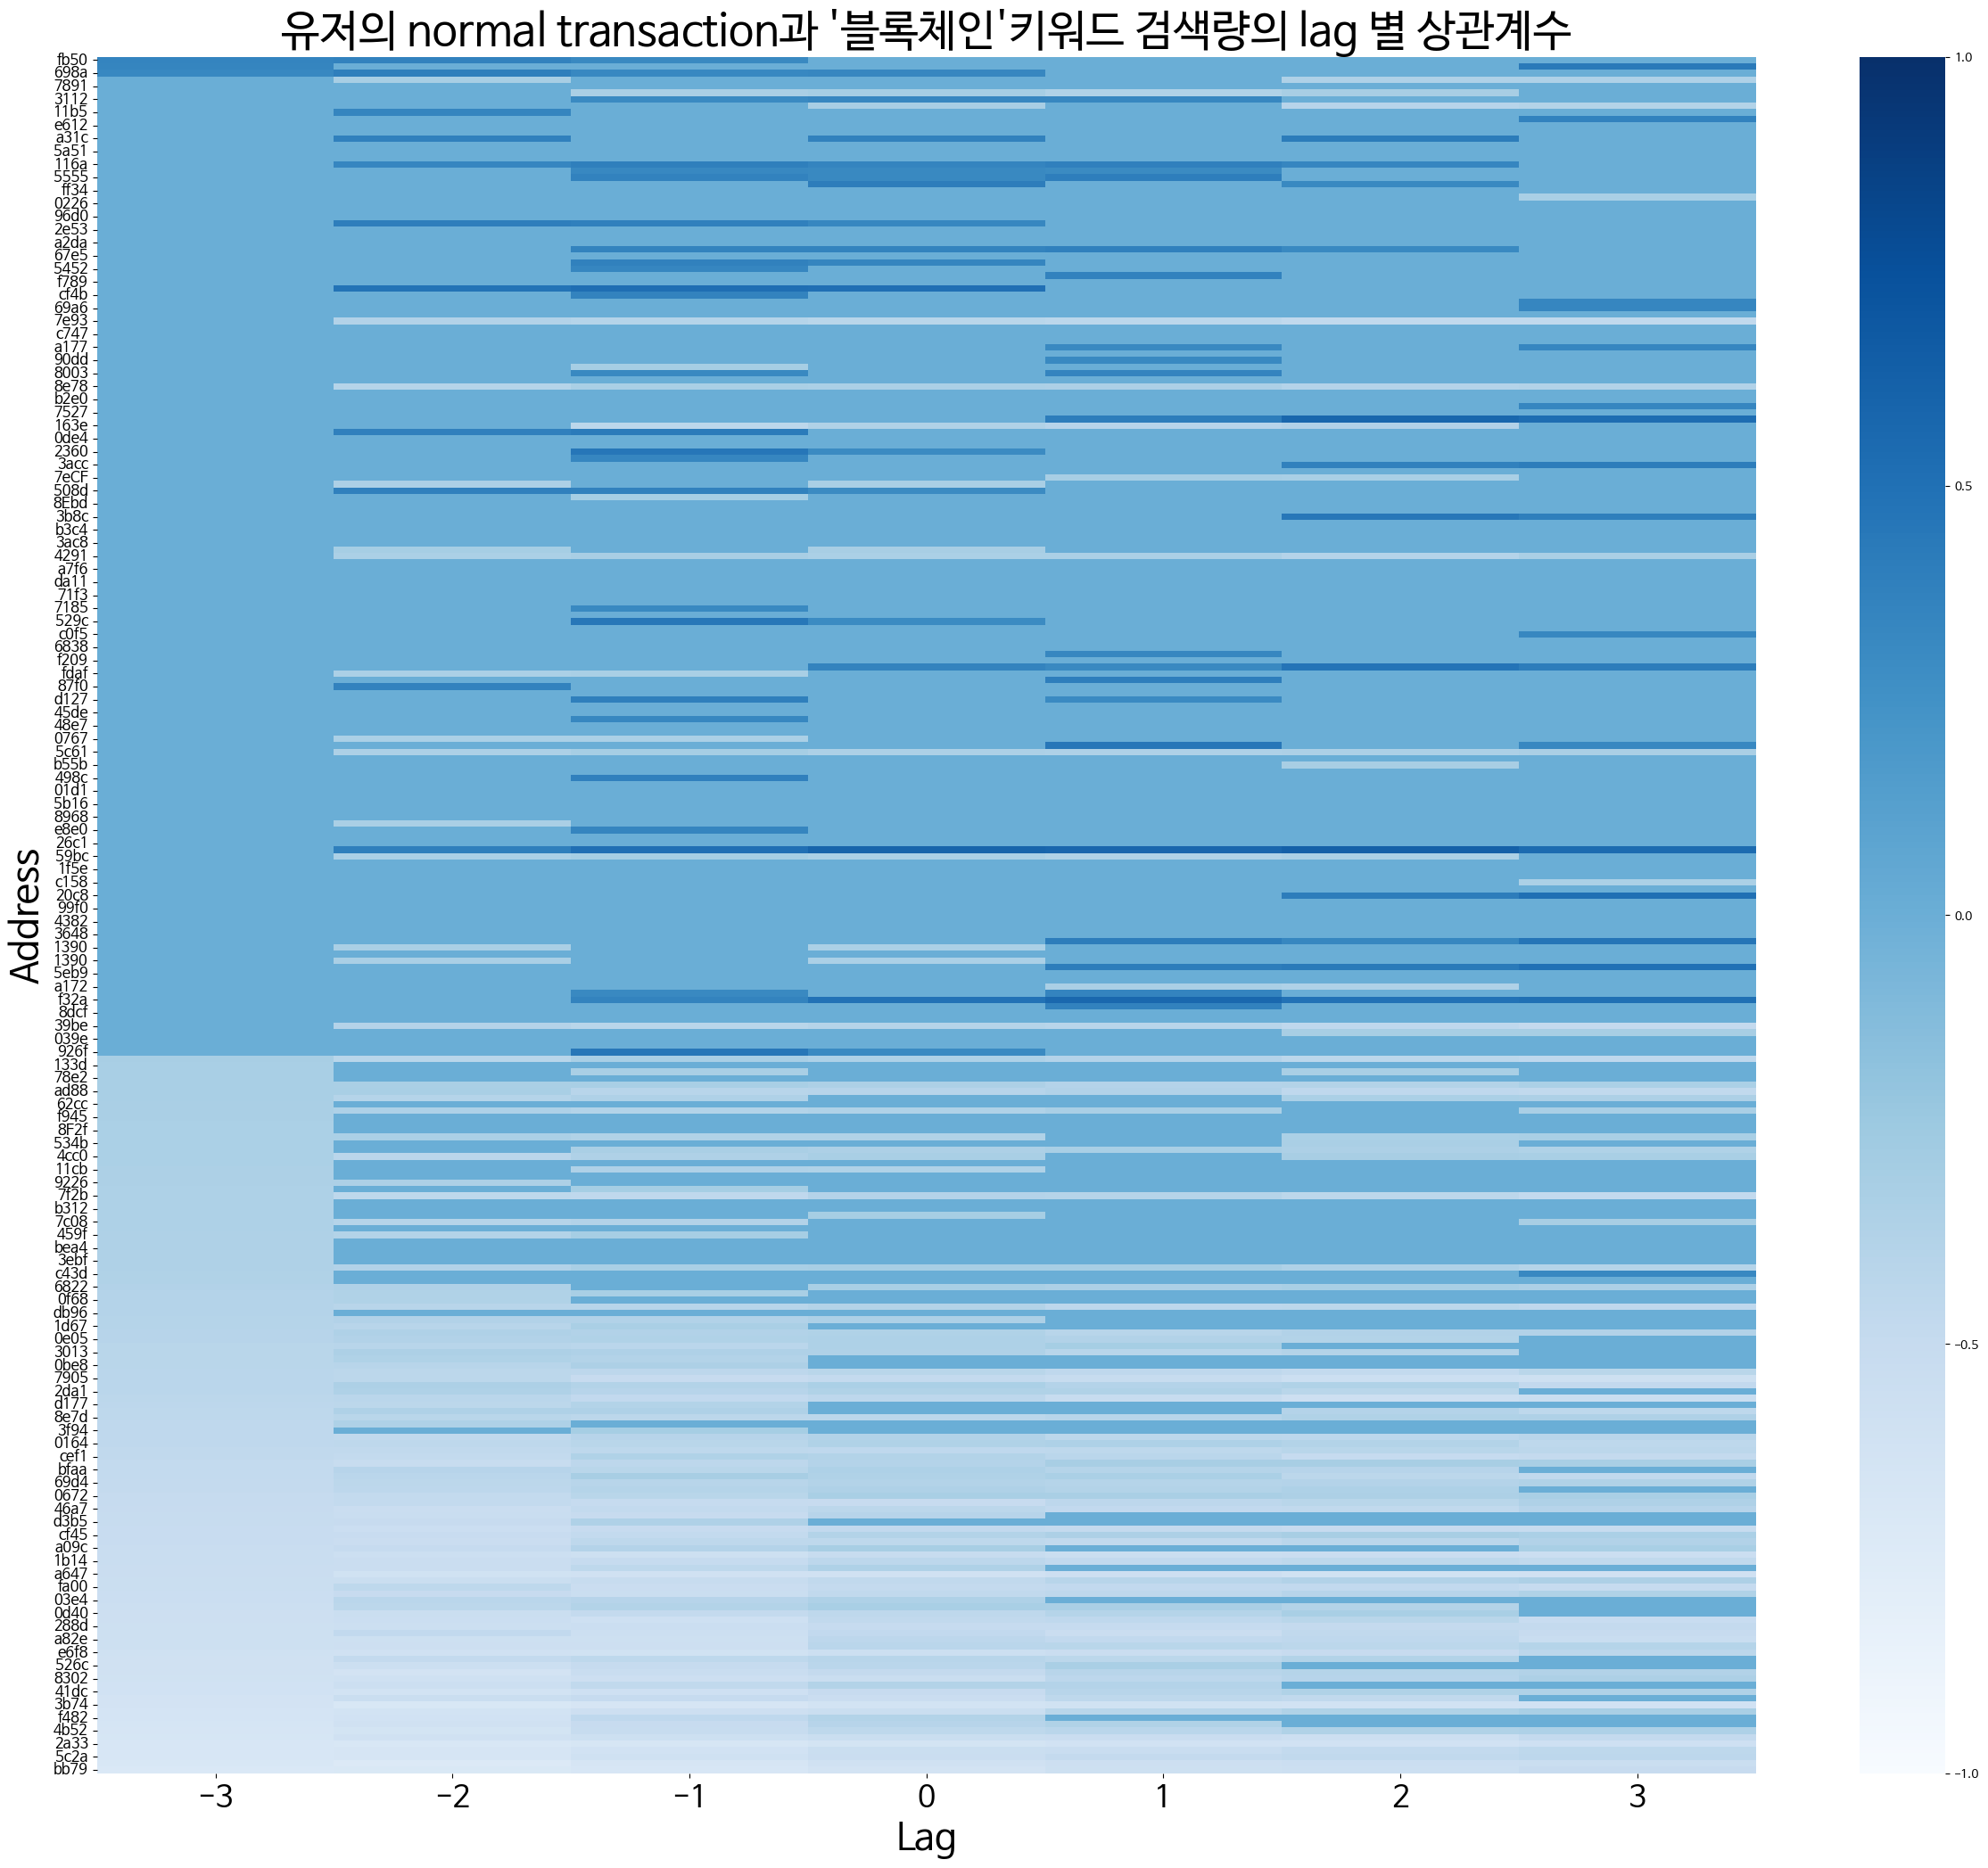 유저의 normal transaction과 '블록체인'키워드 검색량의 lag 별 상관계수
Address
fb50
698a
7891
3112
11b5
e612
a31c
5a51
116a
5555
ff34
0226
96d0
2e53
a2da
67e5
5452
f789
cf4b
69a6
7e93
c747
a177
90dd
8003
8e78
b2e0
7527
163e
0de4
2360
3acc
7eCF
508d
8Ebd
3b8c
b3c4
3ac8
4291
a7f6
da11
71f3
7185
529c
c0f5
6838
f209
fdaf
87f0
d127
45de
48e7
0767
5c61
b55b
498c
01d1
5b16
8968
e8e0
26c1
59bc
1f5e
c158
20c8
99f0
4382
3648
1390
1390
5eb9
a172
f32a
8dcf
39be
039e
926f
133d
78e2
ad88
62cc
f945
8F2f
534b
4cc0
11cb
9226
7f2b
b312
7c08
459f
bea4
3ebf
c43d
6822
0f68
db96
1d67
0e05
3013
0be8
7905
2da1
d177
8e7d
3f94
0164
cef1
bfaa
69d4
0672
46a7
d3b5
cf45
a09c
1b14
a647
fa00
03e4
0d40
288d
a82e
e6f8
526c
8302
41dc
3b74
f482
4b52
2a33
5c2a
bb79
−3 −2 −1 0 1 2 3
Lag
1.0
0.5
0.0
−0.5
−1.0